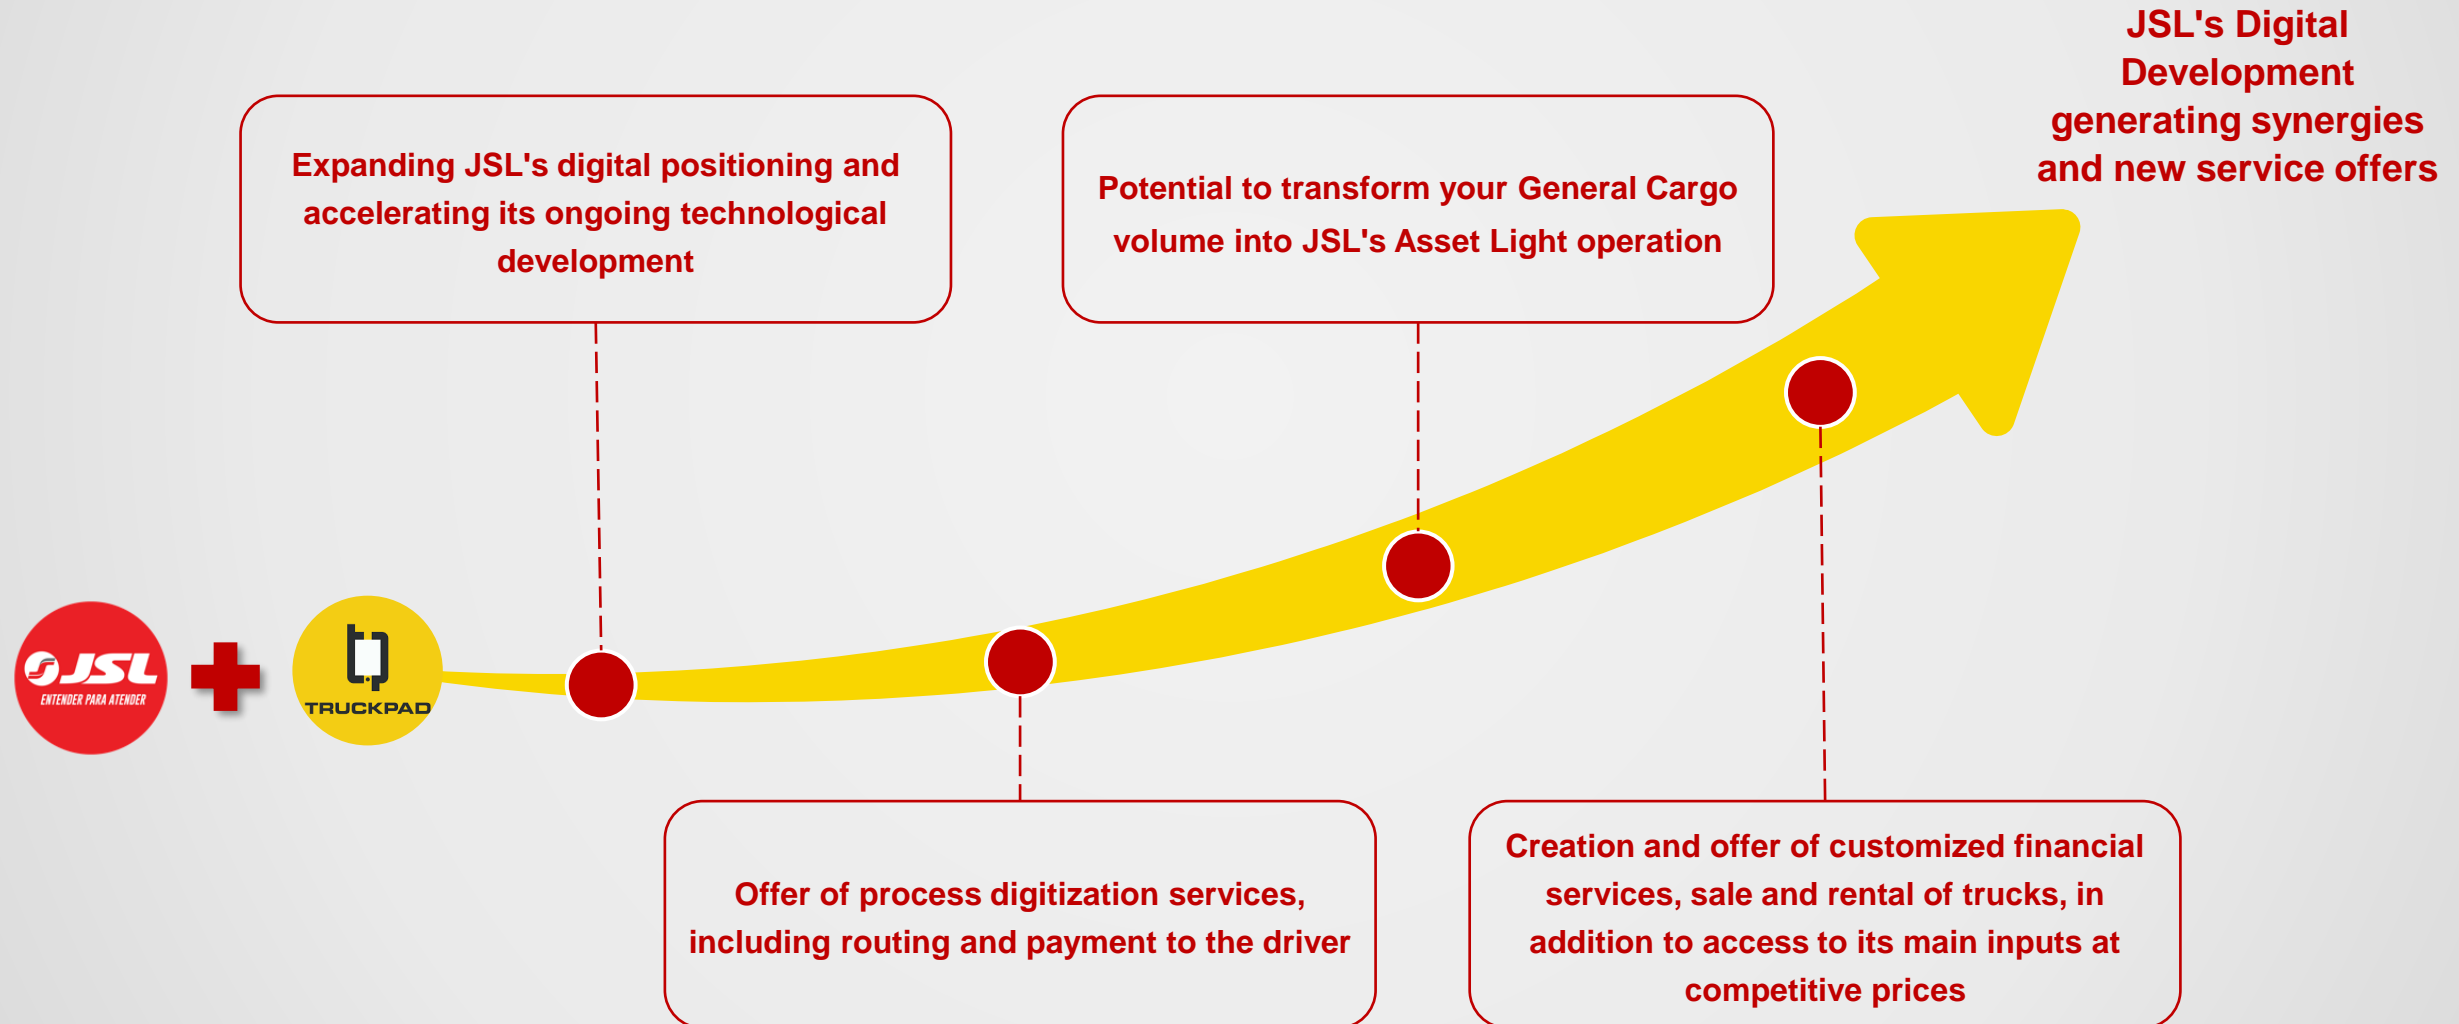 JSL's Digital
Development
generating synergies
and new service offers
Expanding JSL's digital positioning and
accelerating its ongoing technological
development
Potential to transform your General Cargo
volume into JSL's Asset Light operation
JSL
ENTENDER PARA ATENDER
TRUCKPAD
Offer of process digitization services,
including routing and payment to the driver
Creation and offer of customized financial
services, sale and rental of trucks, in
addition to access to its main inputs at
competitive prices